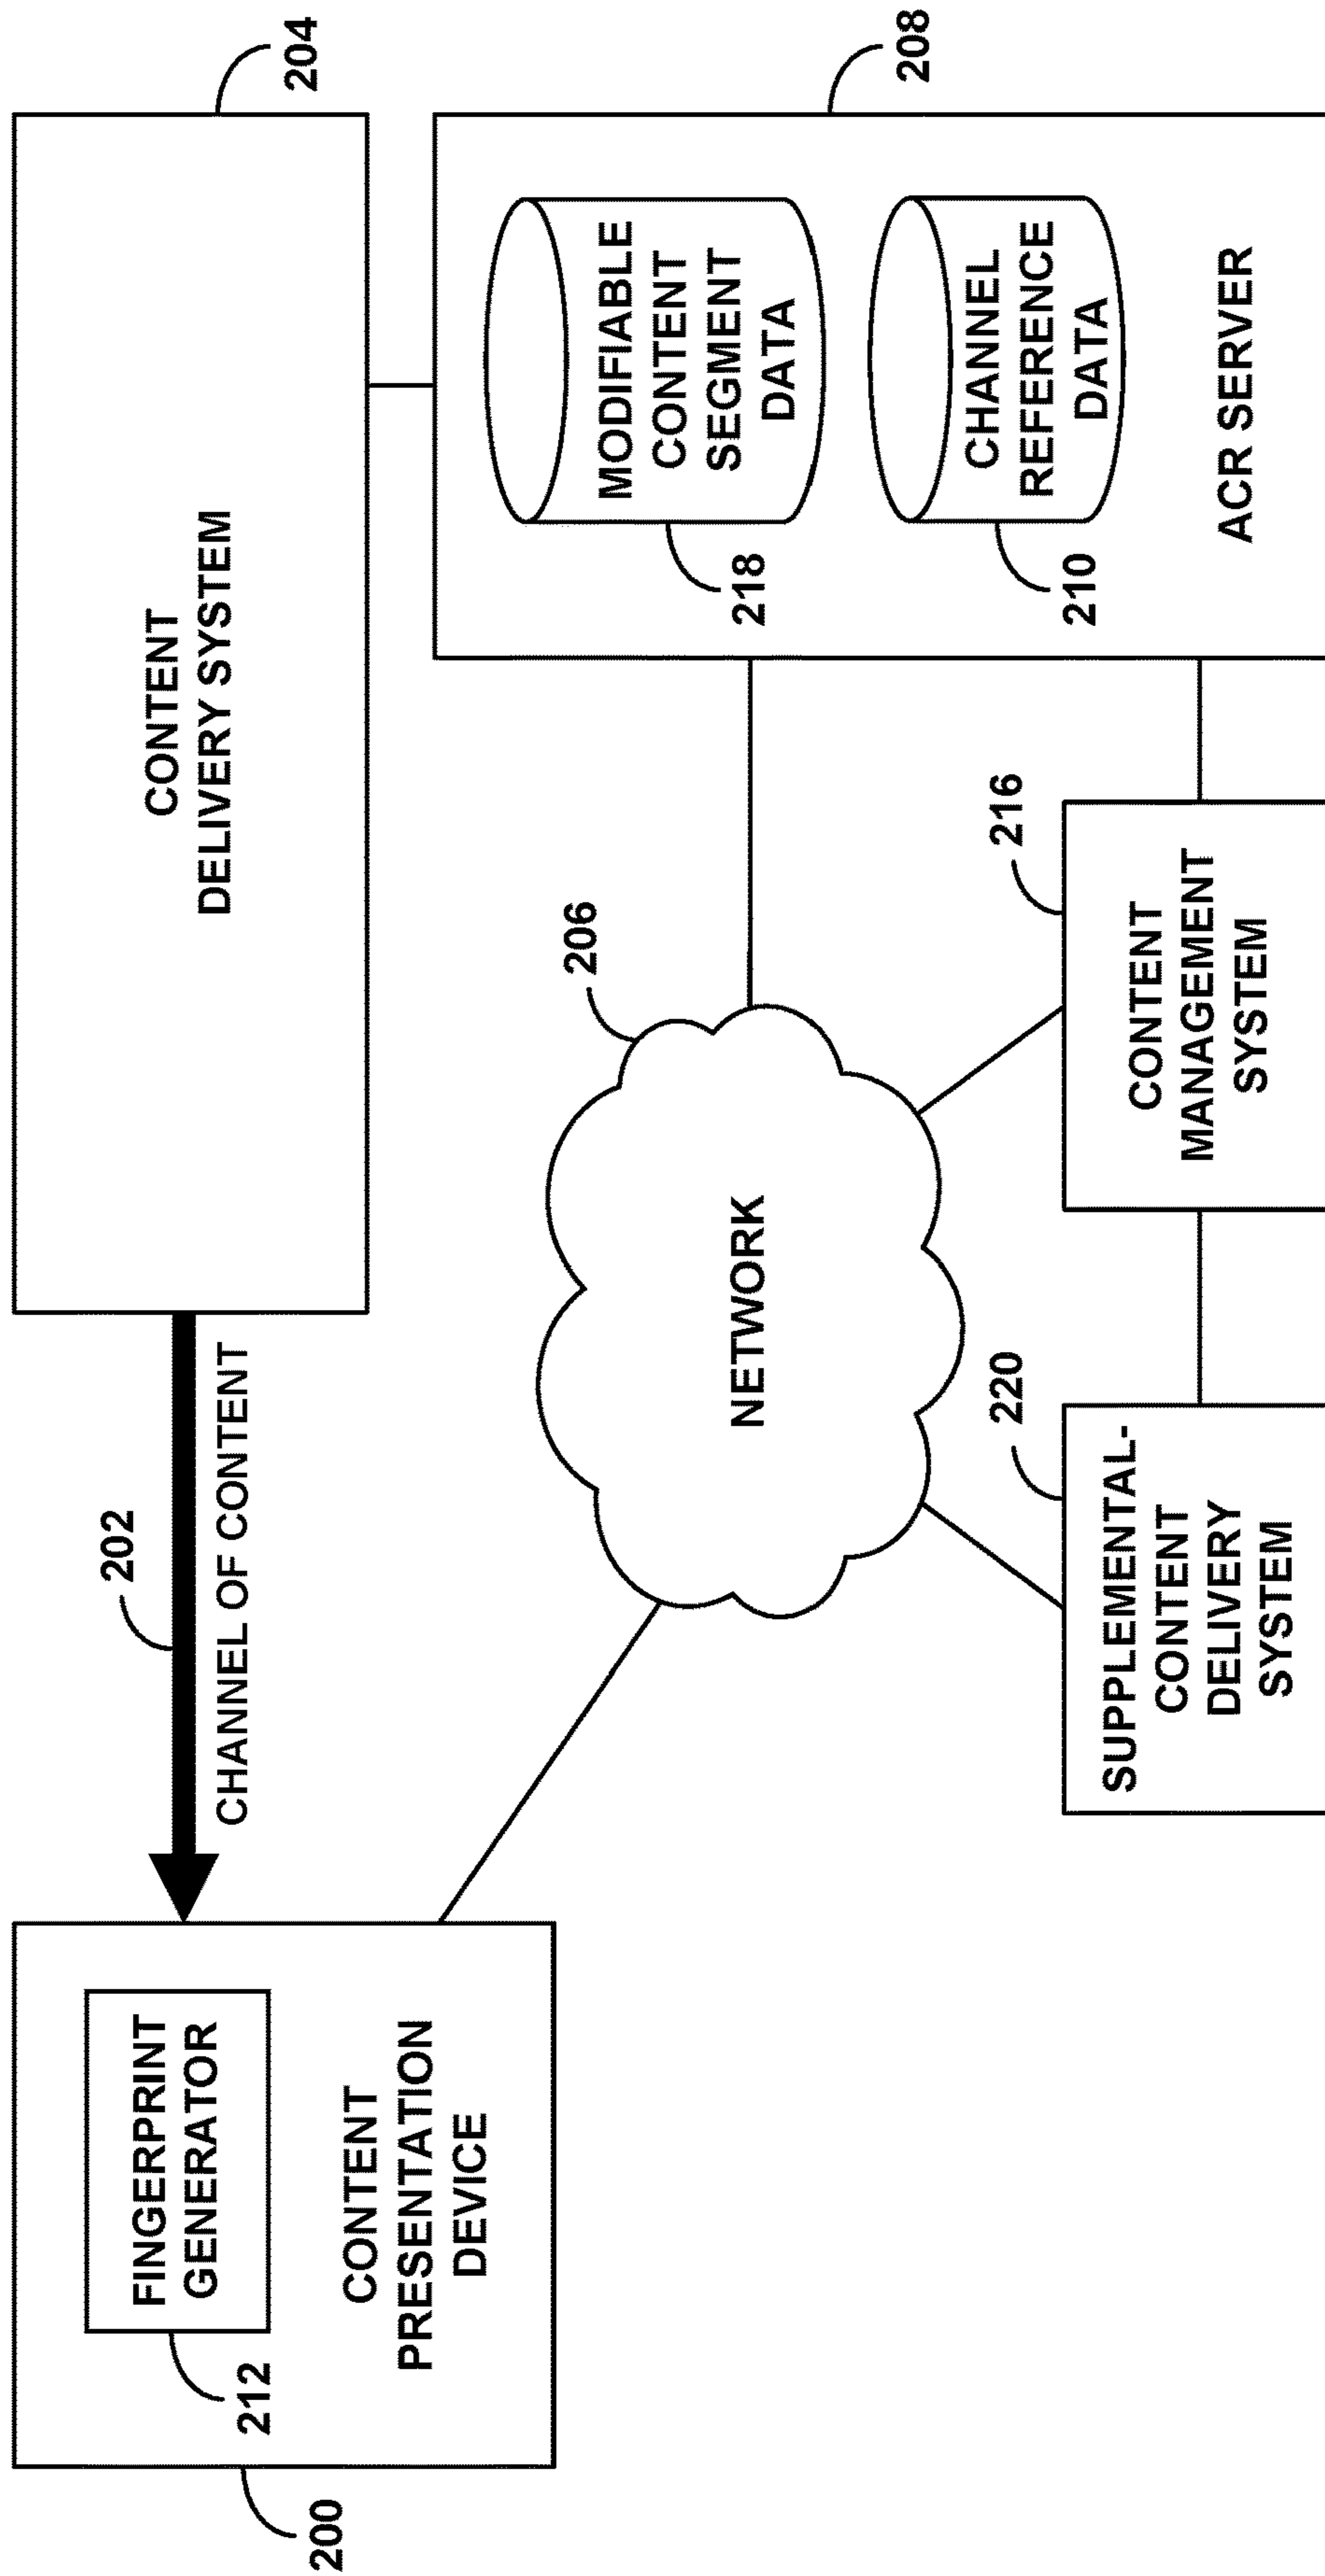 200
212
FINGERPRINT
GENERATOR
CONTENT
PRESENTATION
DEVICE
202
CHANNEL OF CONTENT
CONTENT
DELIVERY SYSTEM
204
206
NETWORK
208
218
MODIFIABLE
CONTENT
SEGMENT
DATA
210
CHANNEL
REFERENCE
DATA
ACR SERVER
220
SUPPLEMENTAL-
CONTENT
DELIVERY
SYSTEM
216
CONTENT
MANAGEMENT
SYSTEM